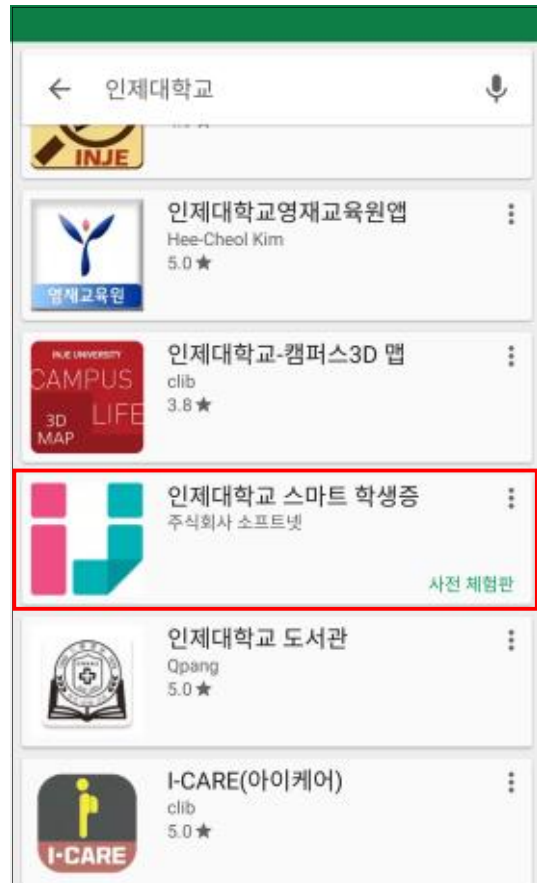 인제대학교
INJE
인제대학교영재교육원앱
Hee-Cheol Kim
5.0 ★
영재교육원
인제대학교-캠퍼스3D 맵
clib
3.8 ★
INJE UNIVERSITY
CAMPUS
LIFE
3D
MAP
인제대학교 스마트 학생증
주식회사 소프트넷
사전 체험판
인제대학교 도서관
Qpang
5.0 ★
I-CARE(아이케어)
clib
5.0 ★
I-CARE